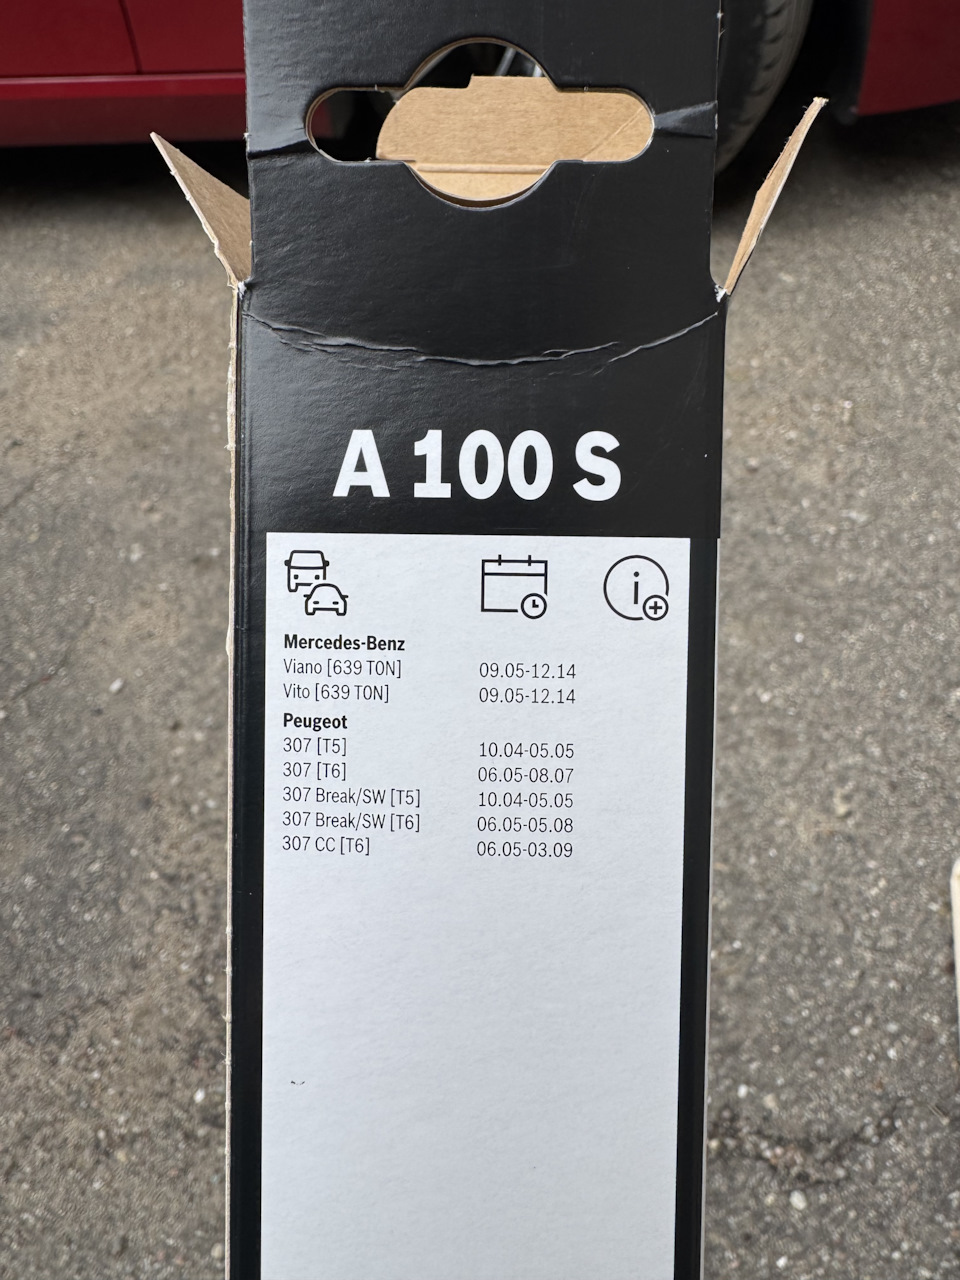 A 100 S
Mercedes-Benz
Viano [639 TON] 09.05-12.14
Vito [639 TON] 09.05-12.14
Peugeot
307 [T5] 10.04-05.05
307 [T6] 06.05-08.07
307 Break/SW [T5] 10.04-05.05
307 Break/SW [T6] 06.05-05.08
307 CC [T6] 06.05-03.09